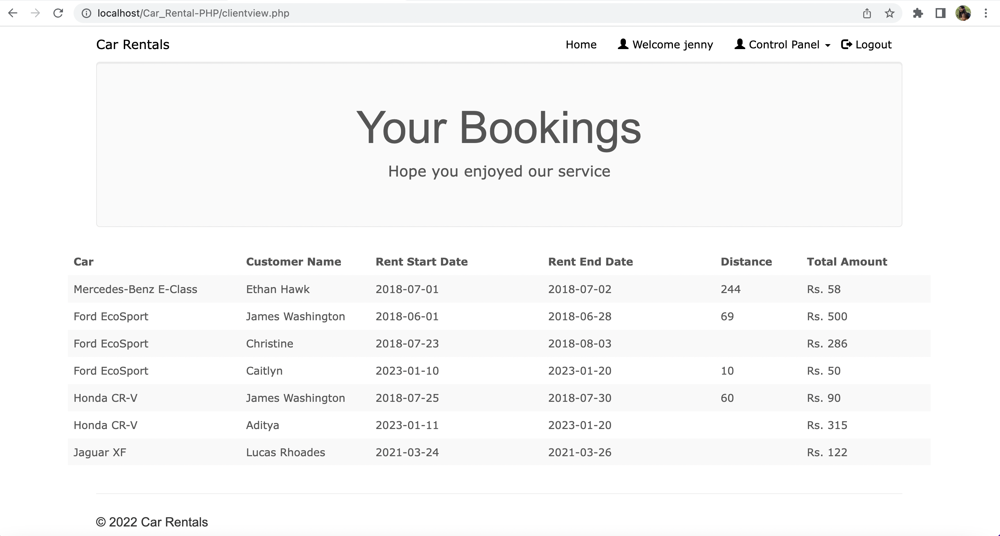 localhost/Car_Rental-PHP/clientview.php
Car Rentals Home Welcome jenny Control Panel Logout
Your Bookings
Hope you enjoyed our service
Car Customer Name Rent Start Date Rent End Date Distance Total Amount
Mercedes-Benz E-Class Ethan Hawk 2018-07-01 2018-07-02 244 Rs. 58
Ford EcoSport James Washington 2018-06-01 2018-06-28 69 Rs. 500
Ford EcoSport Christine 2018-07-23 2018-08-03 Rs. 286
Ford EcoSport Caitlyn 2023-01-10 2023-01-20 10 Rs. 50
Honda CR-V James Washington 2018-07-25 2018-07-30 60 Rs. 90
Honda CR-V Aditya 2023-01-11 2023-01-20 Rs. 315
Jaguar XF Lucas Rhoades 2021-03-24 2021-03-26 Rs. 122
© 2022 Car Rentals